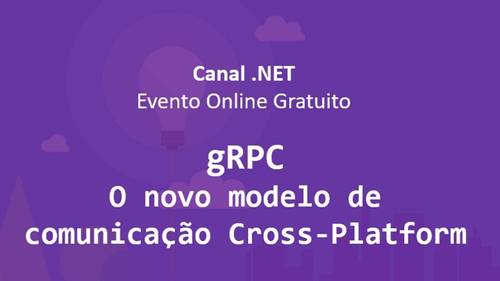 Canal .NET
Evento Online Gratuito
gRPC
O novo modelo de
comunicação Cross-Platform